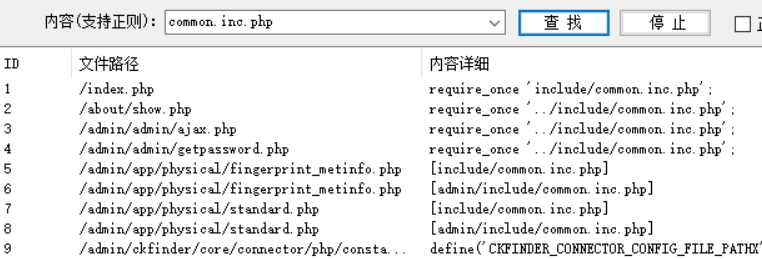 内容(支持正则): common.inc.php 查 找 停 止
ID 文件路径 内容详细
1 /index.php require_once 'include/common.inc.php';
2 /about/show.php require_once '../include/common.inc.php';
3 /admin/admin/ajax.php require_once '../include/common.inc.php';
4 /admin/admin/getpassword.php require_once '../include/common.inc.php';
5 /admin/app/physical/fingerprint_metinfo.php [include/common.inc.php]
6 /admin/app/physical/fingerprint_metinfo.php [admin/include/common.inc.php]
7 /admin/app/physical/standard.php [include/common.inc.php]
8 /admin/app/physical/standard.php [admin/include/common.inc.php]
9 /admin/ckfinder/core/connector/php/consta... define('CKFINDER_CONNECTOR_CONFIG_FILE_PATHX'